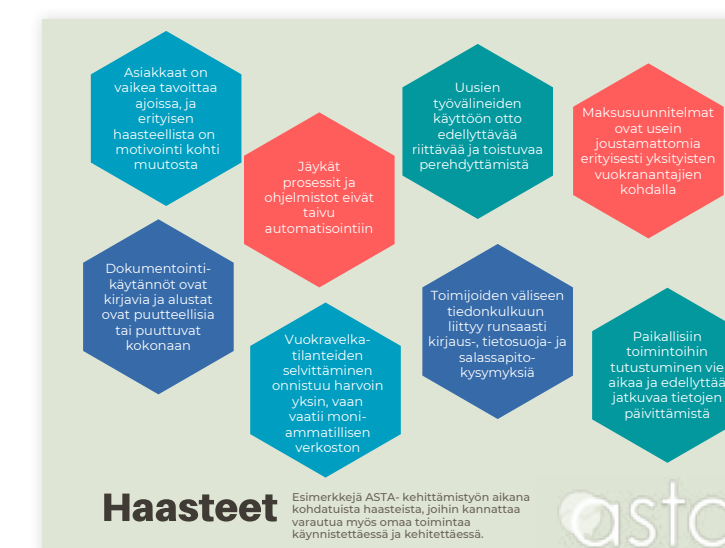 Asiakkaat on
vaikea tavoittaa
ajoissa, ja
erityisen
haasteellista on
motivointi kohti
muutosta
Jäykät
prosessit ja
ohjelmistot eivät
taivu
automatisointiin
Uusien
työvälineiden
käyttöön otto
edellyttävää
riittävää ja toistuvaa
perehdyttämistä
Maksusuunnitelmat
ovat usein
joustamattomia
erityisesti yksityisten
vuokranantajien
kohdalla
Dokumentointi-
käytännöt ovat
kirjavia ja alustat
ovat puutteellisia
tai puuttuvat
kokonaan
Vuokravelka-
tilanteiden
selvittäminen
onnistuu harvoin
yksin, vaan
vaatii moni-
ammatillisen
verkoston
Toimijoiden väliseen
tiedonkulkuun
liittyy runsaasti
kirjaus-, tietosuoja- ja
salassapito-
kysymyksiä
Paikallisiin
toimintoihin
tutustuminen vie
aikaa ja edellyttää
jatkuvaa tietojen
päivittämistä
Haasteet
Esimerkkejä ASTA- kehittämistyön aikana
kohdatuista haasteista, joihin kannattaa
varautua myös omaa toimintaa
käynnistettäessä ja kehitettäessä.
asta